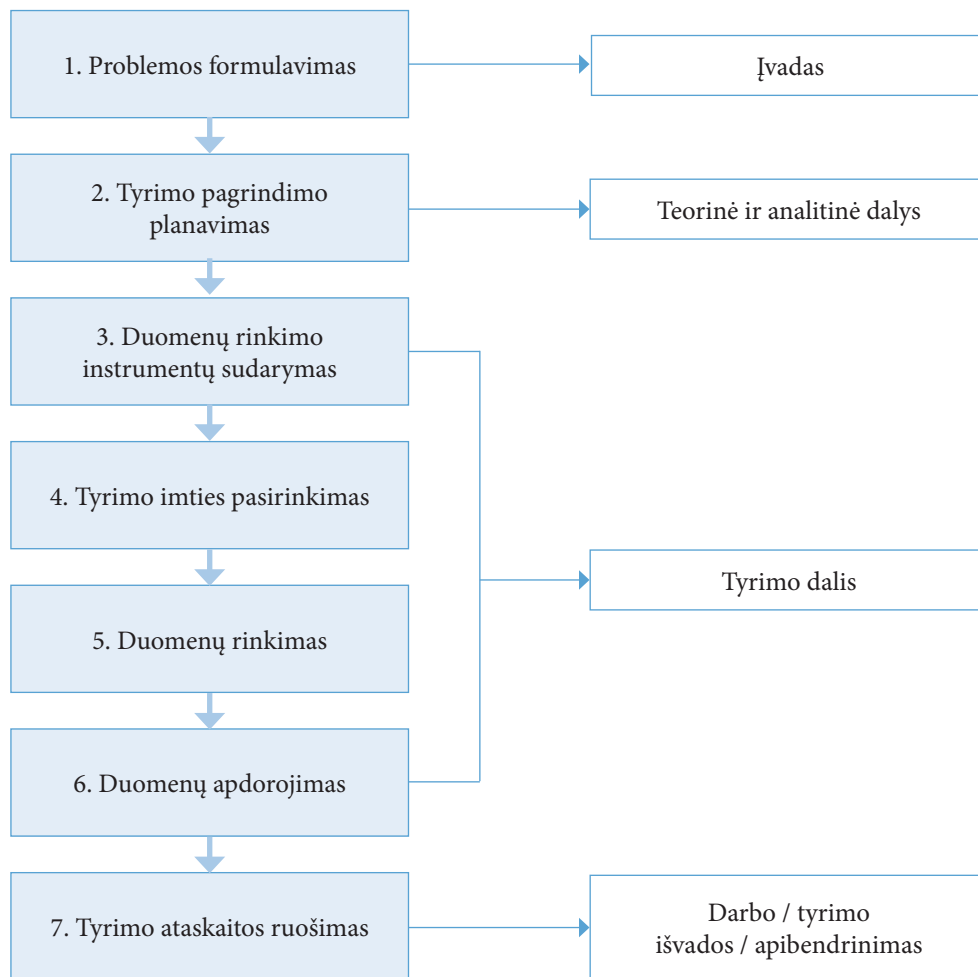 1. Problemos formulavimas
Įvadas
2. Tyrimo pagrindimo
planavimas
Teorinė ir analitinė dalys
3. Duomenų rinkimo
instrumentų sudarymas
4. Tyrimo imties pasirinkimas
Tyrimo dalis
5. Duomenų rinkimas
6. Duomenų apdorojimas
7. Tyrimo ataskaitos ruošimas
Darbo / tyrimo
išvados / apibendrinimas